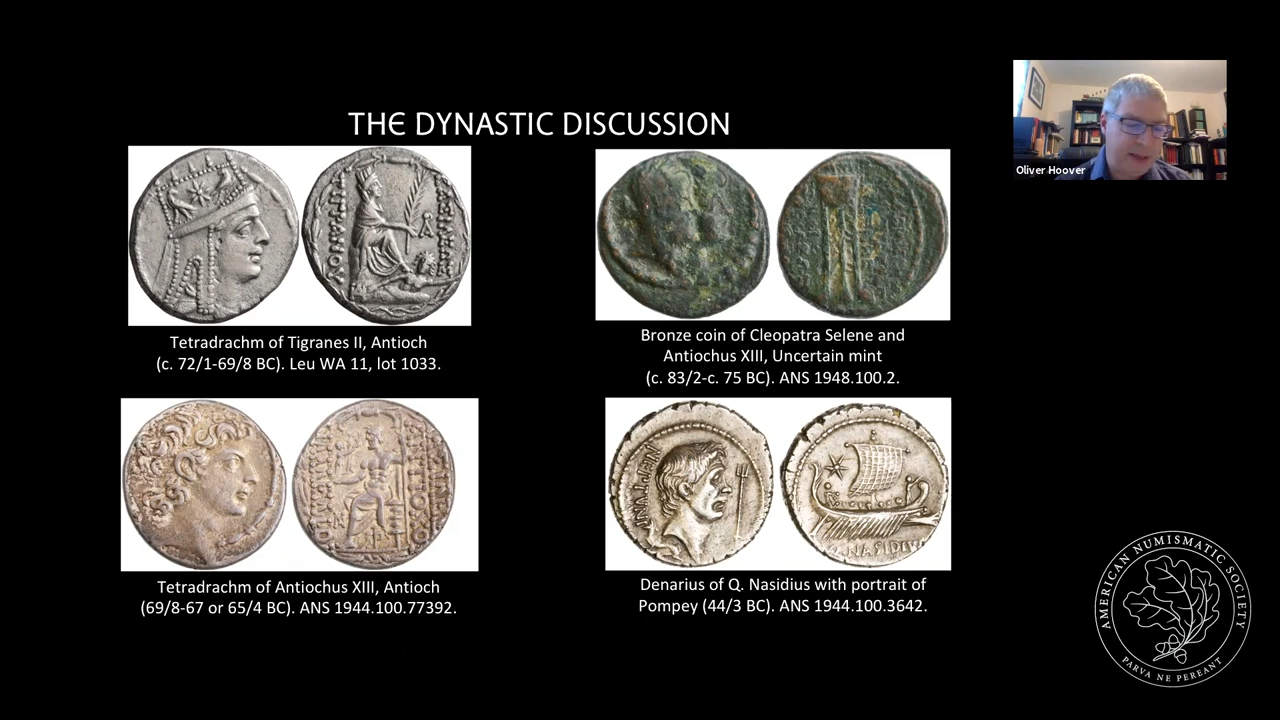 THE DYNASTIC DISCUSSION
Oliver Hoover
Tetradrachm of Tigranes II, Antioch
(c. 72/1-69/8 BC). Leu WA 11, lot 1033.
Bronze coin of Cleopatra Selene and
Antiochus XIII, Uncertain mint
(c. 83/2-c. 75 BC). ANS 1948.100.2.
Tetradrachm of Antiochus XIII, Antioch
(69/8-67 or 65/4 BC). ANS 1944.100.77392.
NEPTVNI
NASIDIV
Denarius of Q. Nasidius with portrait of
Pompey (44/3 BC). ANS 1944.100.3642.
AMERICAN NUMISMATIC SOCIETY
PARVA NE PEREANT